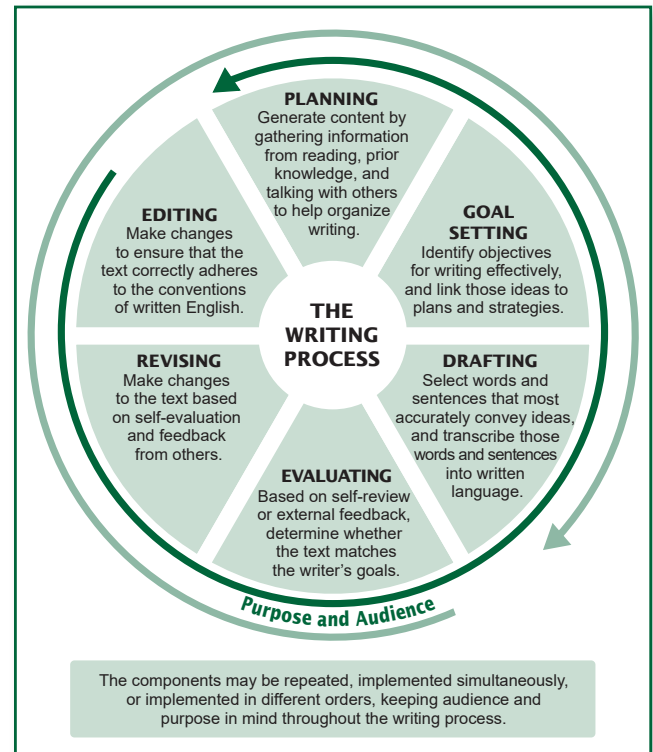 PLANNING
Generate content by
gathering information
from reading, prior
knowledge, and
talking with others
to help organize
writing.
GOAL
SETTING
Identify objectives
for writing effectively,
and link those ideas to
plans and strategies.
DRAFTING
Select words and
sentences that most
accurately convey ideas,
and transcribe those
words and sentences
into written
language.
EVALUATING
Based on self-review
or external feedback,
determine whether
the text matches
the writer's goals.
REVISING
Make changes
to the text based
on self-evaluation
and feedback
from others.
EDITING
Make changes
to ensure that the
text correctly adheres
to the conventions
of written English.
THE
WRITING
PROCESS
Purpose and Audience
The components may be repeated, implemented simultaneously,
or implemented in different orders, keeping audience and
purpose in mind throughout the writing process.